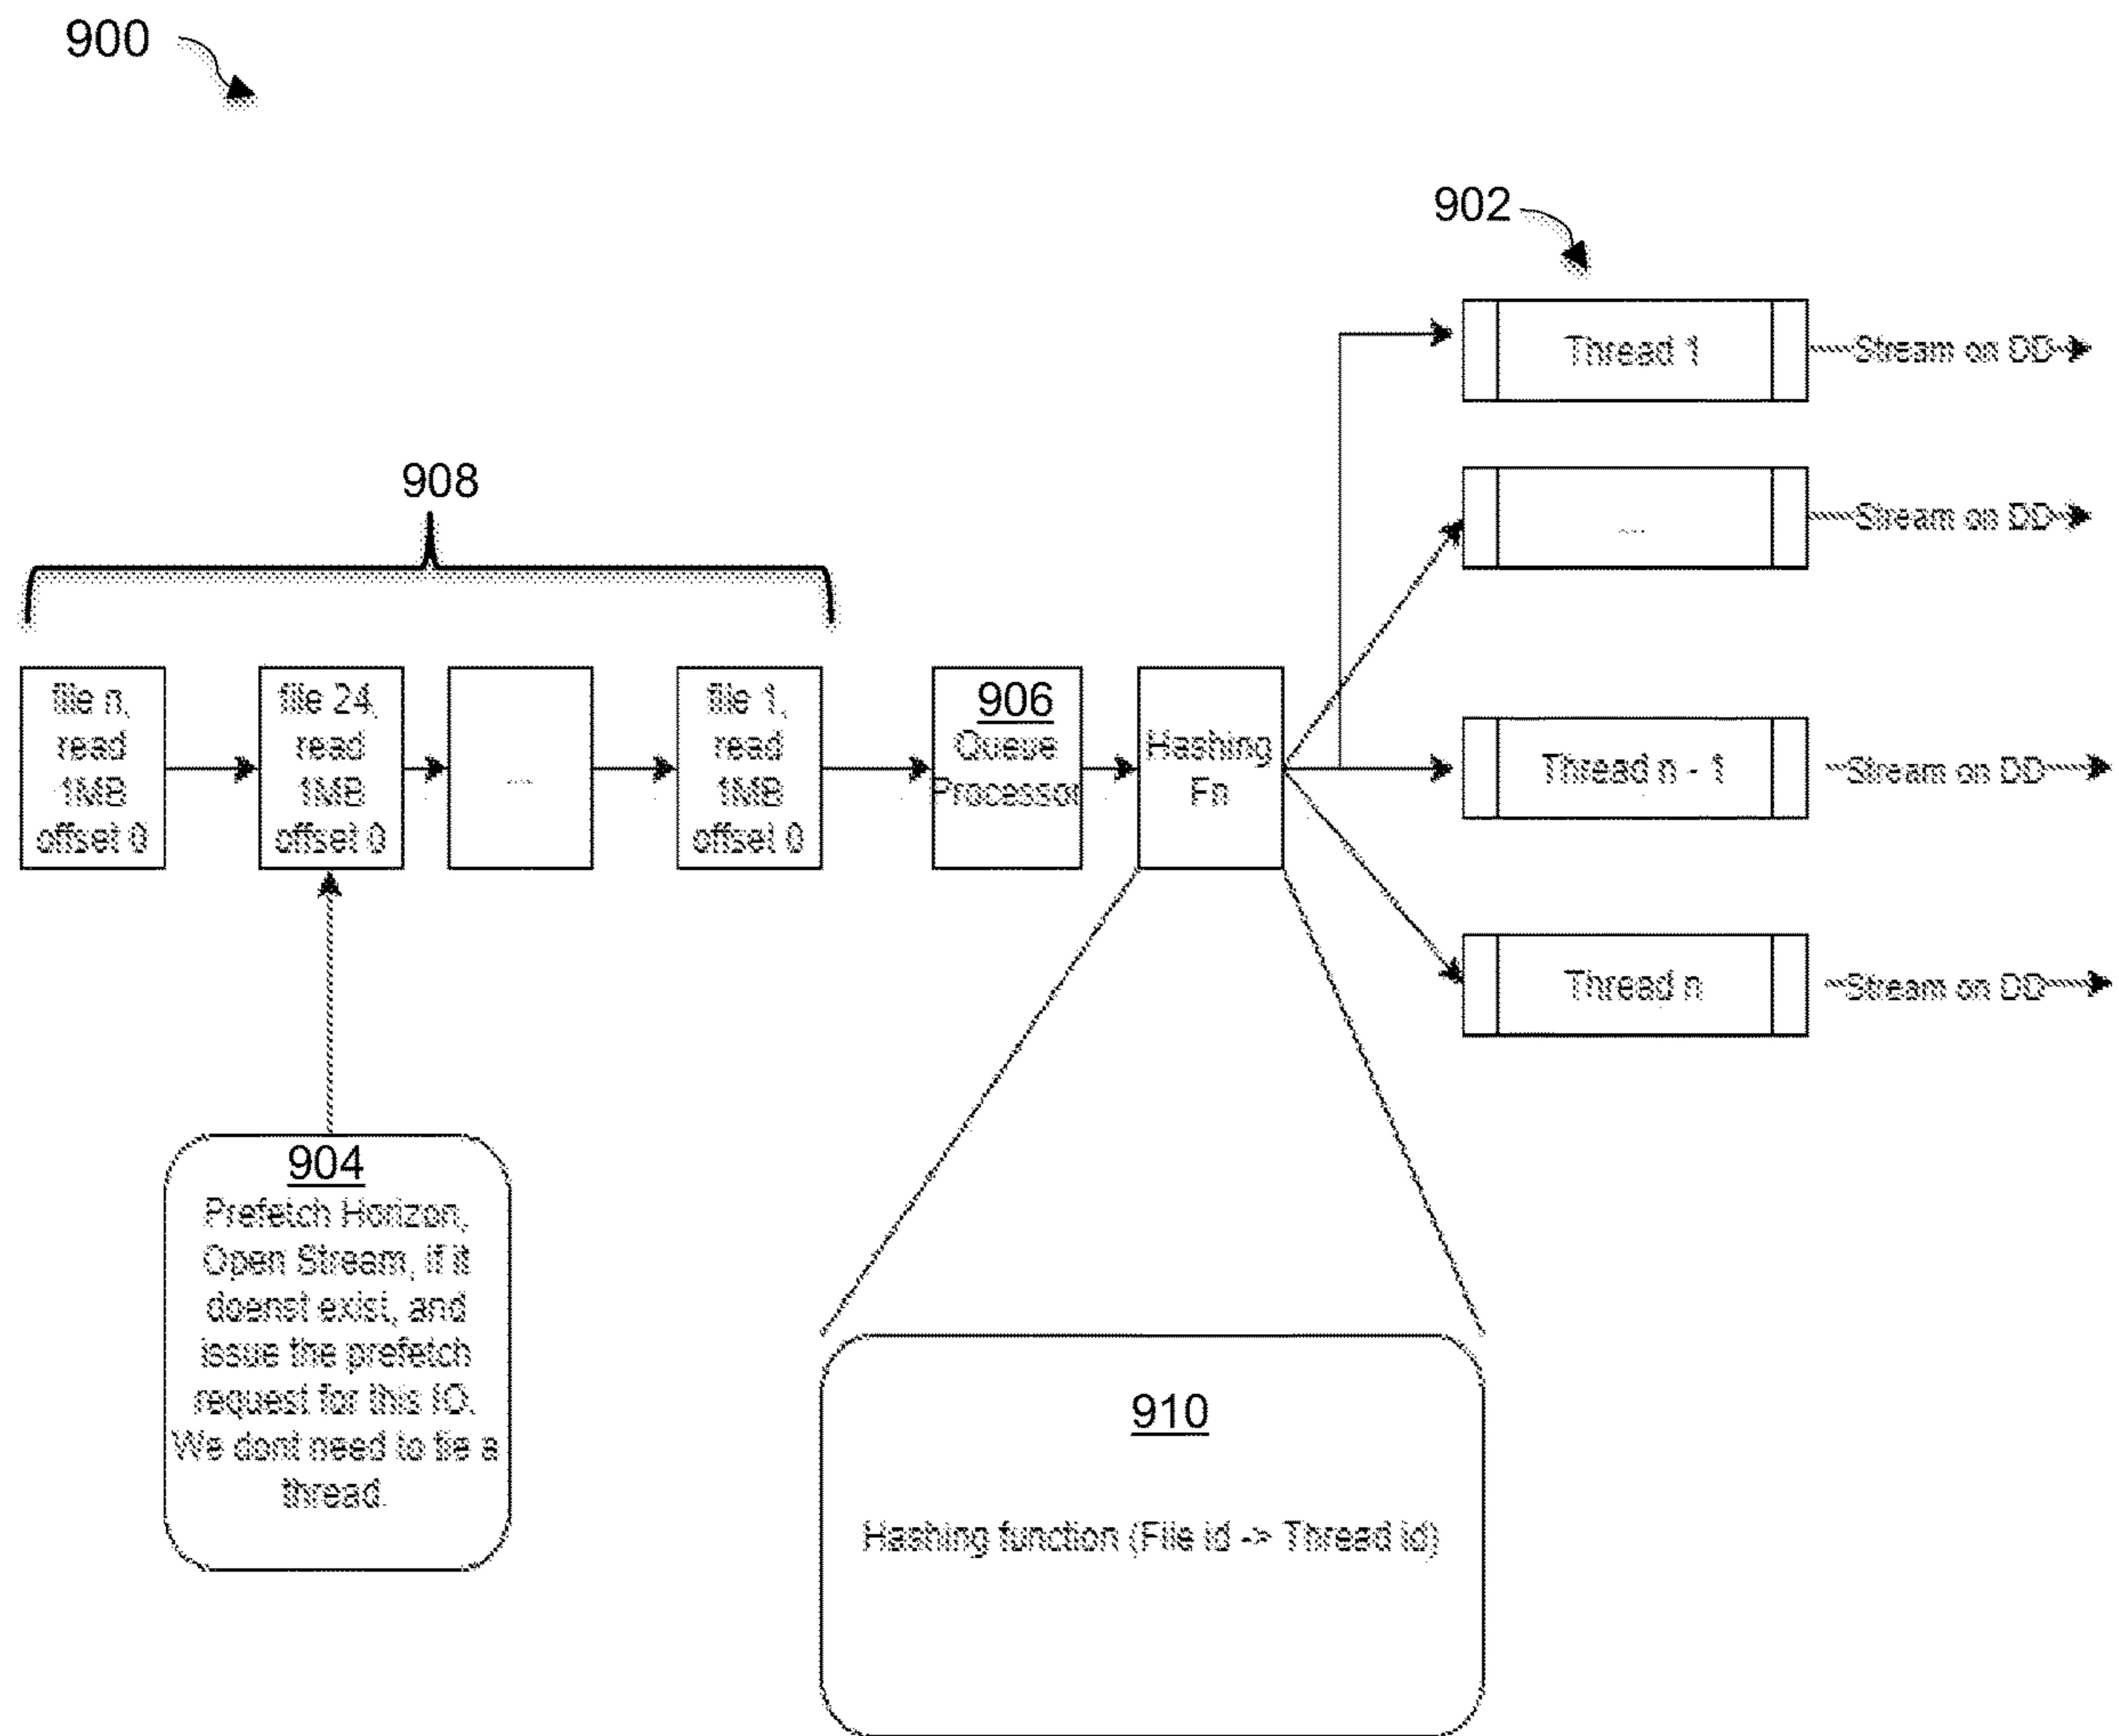 900
902
Thread 1
Stream on DD
...
Stream on DD
908
file n,
read
1MB
offset 0
file 24,
read
1MB
offset 0
...
file 1,
read
1MB
offset 0
906
Queue
Processor
Hashing
Fn
Thread n - 1
Stream on DD
Thread n
Stream on DD
904
Prefetch Horizon,
Open Stream, if it
doenst exist, and
issue the prefetch
request for this IO.
We dont need to tie a
thread.
910
Hashing function (File id -> Thread id)